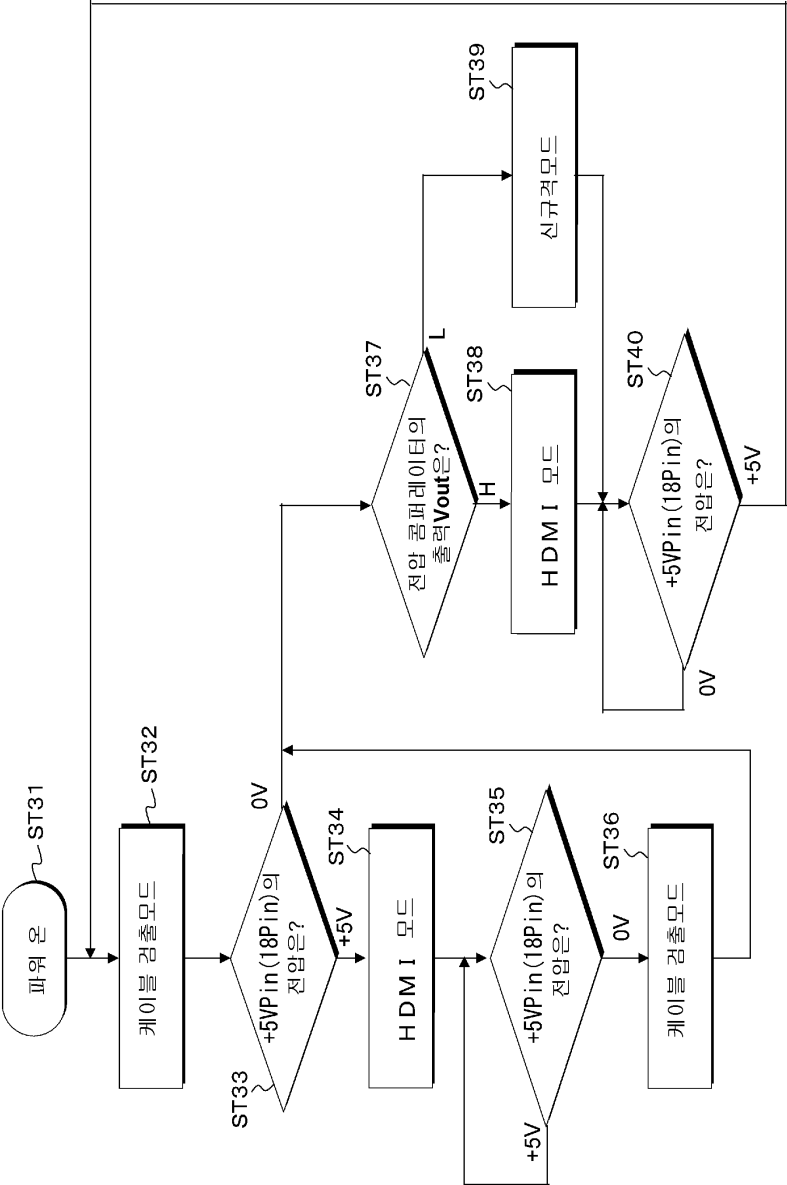 ST31
파워 온
ST32
케이블 검출모드
ST33
+5VPin(18Pin)의
전압은?
0V
+5V
ST34
HDMI 모드
ST35
+5VPin(18Pin)의
전압은?
+5V
0V
ST36
케이블 검출모드
ST37
전압 콤퍼레이터의
출력Vout은?
L
H
ST38
HDMI 모드
ST39
신규격모드
ST40
+5VPin(18Pin)의
전압은?
0V
+5V